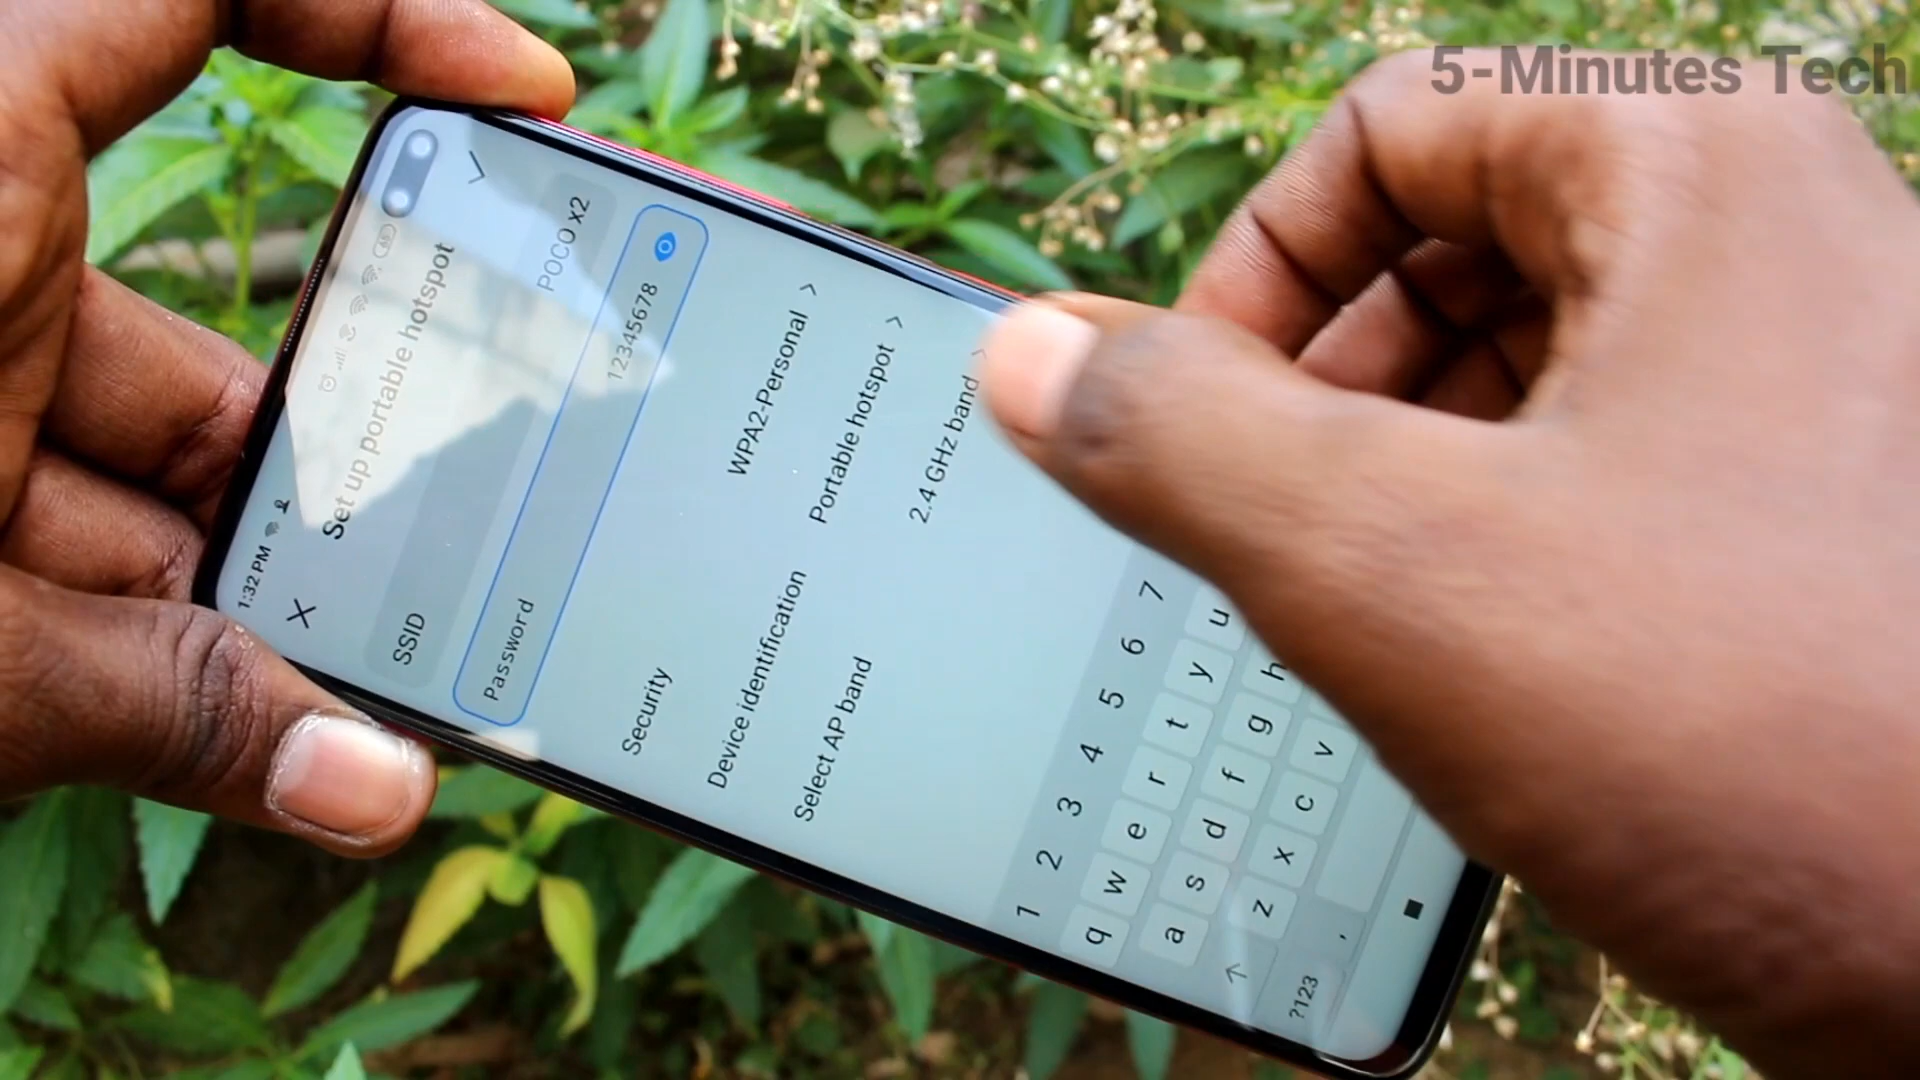 5-Minutes Tech
1:32 PM
Set up portable hotspot
SSID POCO x2
Password 12345678
Security WPA2-Personal
Device identification Portable hotspot
Select AP band 2.4 GHz band
1 2 3 4 5 6 7
q w e r t y u
a s d f g h
z x c v
?123 ,